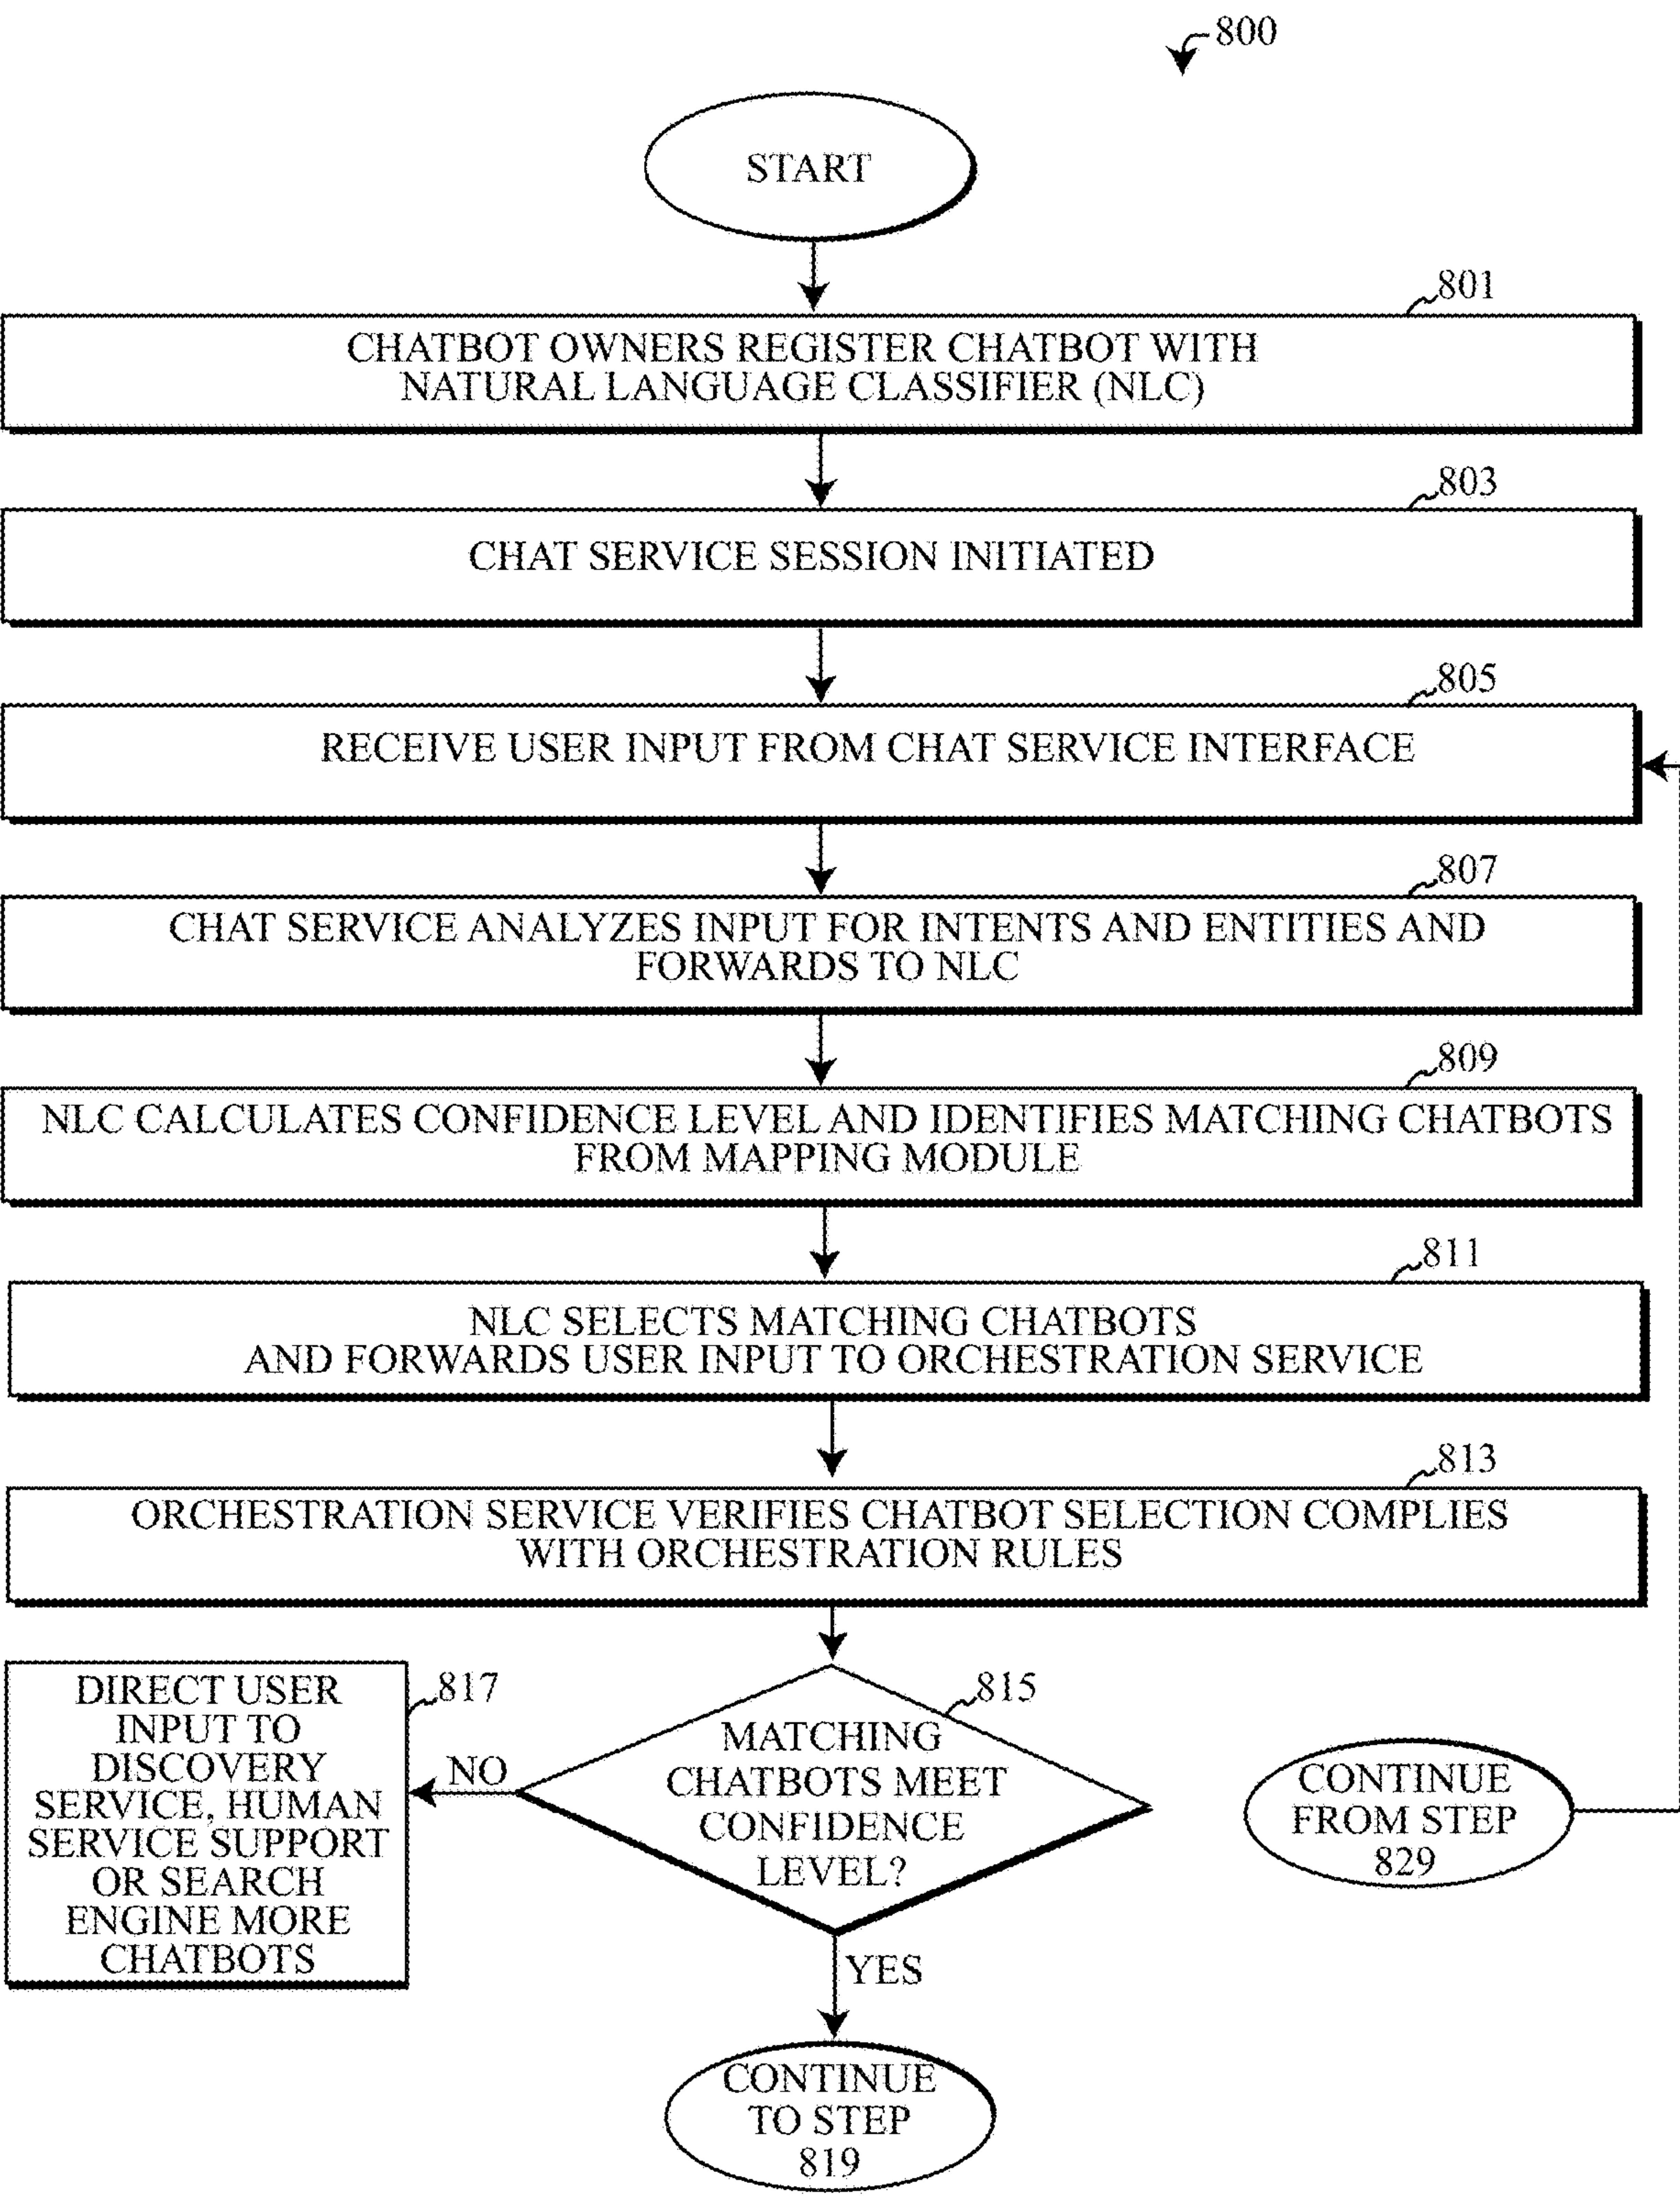 800
START
801
CHATBOT OWNERS REGISTER CHATBOT WITH
NATURAL LANGUAGE CLASSIFIER (NLC)
803
CHAT SERVICE SESSION INITIATED
805
RECEIVE USER INPUT FROM CHAT SERVICE INTERFACE
807
CHAT SERVICE ANALYZES INPUT FOR INTENTS AND ENTITIES AND
FORWARDS TO NLC
809
NLC CALCULATES CONFIDENCE LEVEL AND IDENTIFIES MATCHING CHATBOTS
FROM MAPPING MODULE
811
NLC SELECTS MATCHING CHATBOTS
AND FORWARDS USER INPUT TO ORCHESTRATION SERVICE
813
ORCHESTRATION SERVICE VERIFIES CHATBOT SELECTION COMPLIES
WITH ORCHESTRATION RULES
817
DIRECT USER
INPUT TO
DISCOVERY
SERVICE, HUMAN
SERVICE SUPPORT
OR SEARCH
ENGINE MORE
CHATBOTS
NO
815
MATCHING
CHATBOTS MEET
CONFIDENCE
LEVEL?
CONTINUE
FROM STEP
829
YES
CONTINUE
TO STEP
819